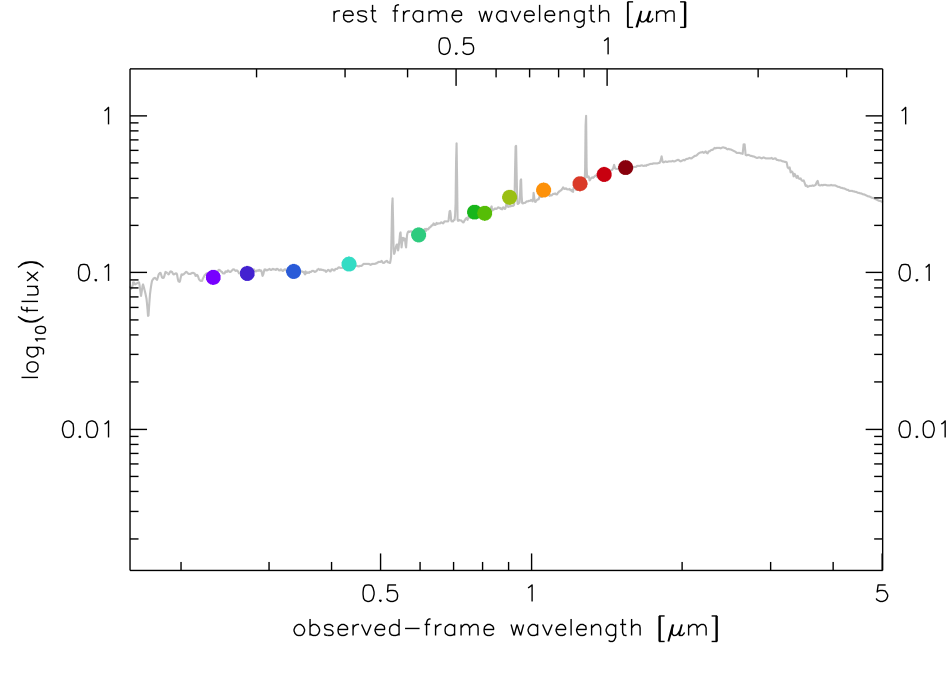 rest frame wavelength [μm]
0.5 1
1 1
0.1 0.1
log10(flux)
0.01 0.01
0.5 1 5
observed-frame wavelength [μm]